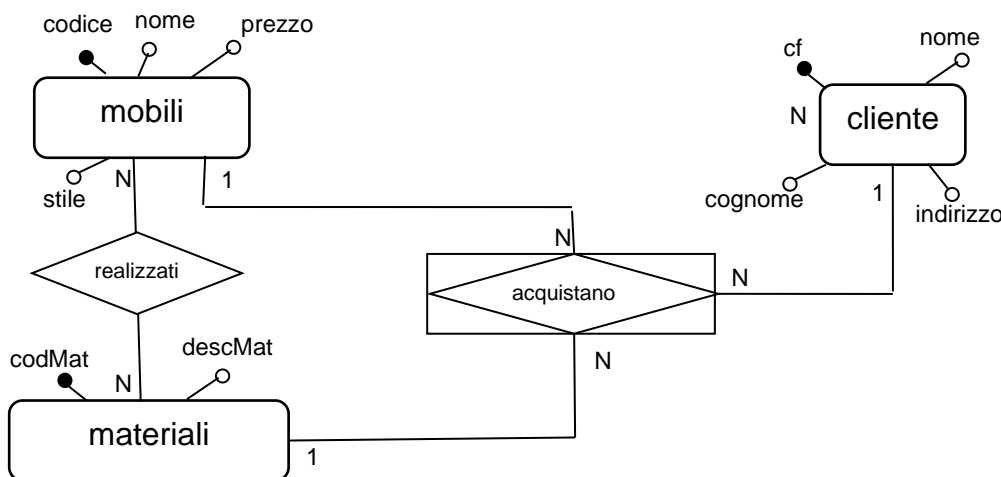 codice
nome
prezzo
mobili
stile
N
1
cf
nome
N
cliente
cognome
1
indirizzo
realizzati
N
acquistano
N
N
codMat
descMat
N
materiali
1